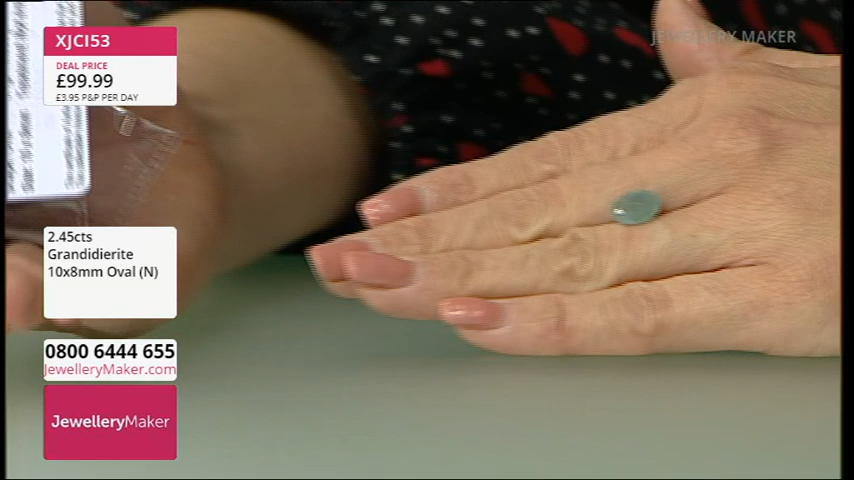 XJCI53
DEAL PRICE
£99.99
£3.95 P&P PER DAY
2.45cts
Grandidierite
10x8mm Oval (N)
0800 6444 655
JewelleryMaker.com
JewelleryMaker
JEWELLERY MAKER